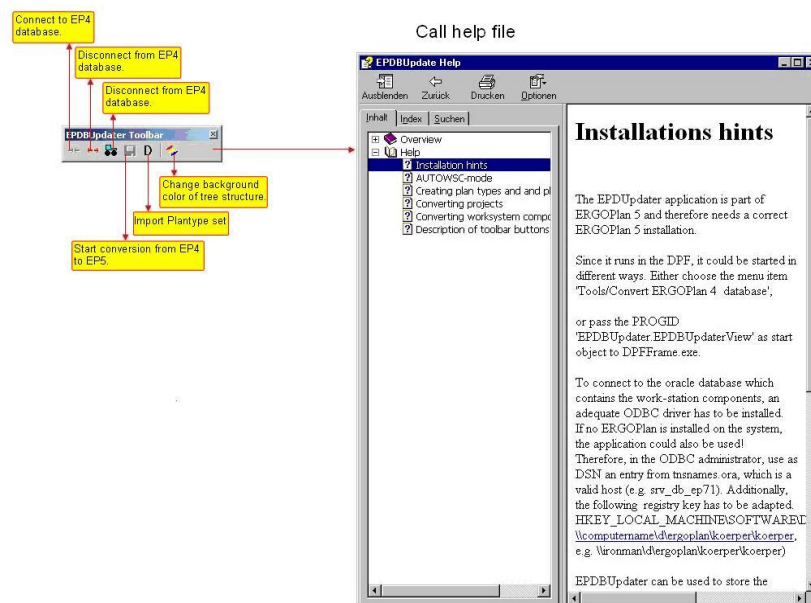 Connect to EP4
database.
Disconnect from EP4
database.
Disconnect from EP4
database.
EPDBUpdater Toolbar
D
Change background
color of tree structure.
Import Plantype set
Start conversion from EP4
to EP5.
Call help file
EPDBUpdate Help
Ausblenden Zurück Drucken Optionen
Inhalt Index Suchen
Overview
Help
Installation hints
AUTOWSC-mode
Creating plan types and and pl
Converting projects
Converting worksystem compo
Description of toolbar buttons
Installations hints
The EPDUpdater application is part of
ERGOPlan 5 and therefore needs a correct
ERGOPlan 5 installation.
Since it runs in the DPF, it could be started in
different ways. Either choose the menu item
'Tools/Convert ERGOPlan 4 database',
or pass the PROGID
'EPDBUpdater.EPDBUpdaterView' as start
object to DPFFrame.exe.
To connect to the oracle database which
contains the work-station components, an
adequate ODBC driver has to be installed.
If no ERGOPlan is installed on the system,
the application could also be used!
Therefore, in the ODBC administrator, use as
DSN an entry from tnsnames.ora, which is a
valid host (e.g. srv_db_ep71). Additionally,
the following registry key has to be adapted.
HKEY_LOCAL_MACHINE\SOFTWARE\D
\\computername\d\ergoplan\koerper\koerper,
e.g. \\ironman\d\ergoplan\koerper\koerper)
EPDBUpdater can be used to store the